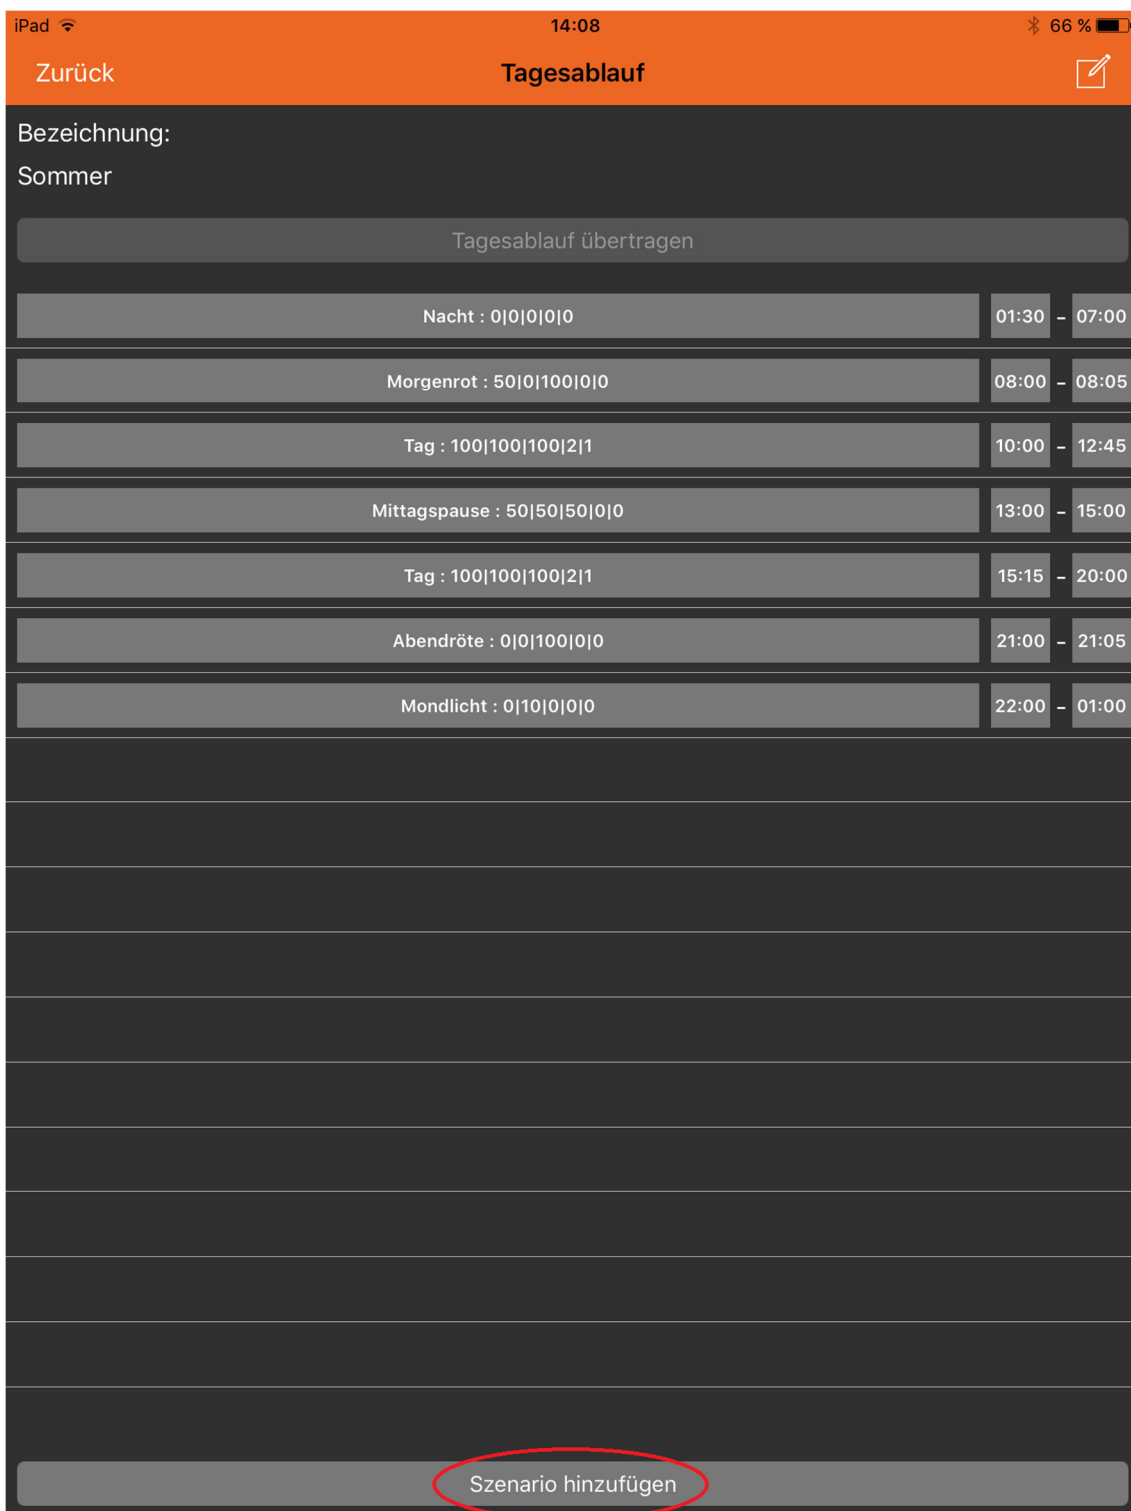 iPad 14:08 66 %
Zurück Tagesablauf
Bezeichnung:
Sommer
Tagesablauf übertragen
Nacht : 0|0|0|0|0 01:30 – 07:00
Morgenrot : 50|0|100|0|0 08:00 – 08:05
Tag : 100|100|100|2|1 10:00 – 12:45
Mittagspause : 50|50|50|0|0 13:00 – 15:00
Tag : 100|100|100|2|1 15:15 – 20:00
Abendröte : 0|0|100|0|0 21:00 – 21:05
Mondlicht : 0|10|0|0|0 22:00 – 01:00
Szenario hinzufügen